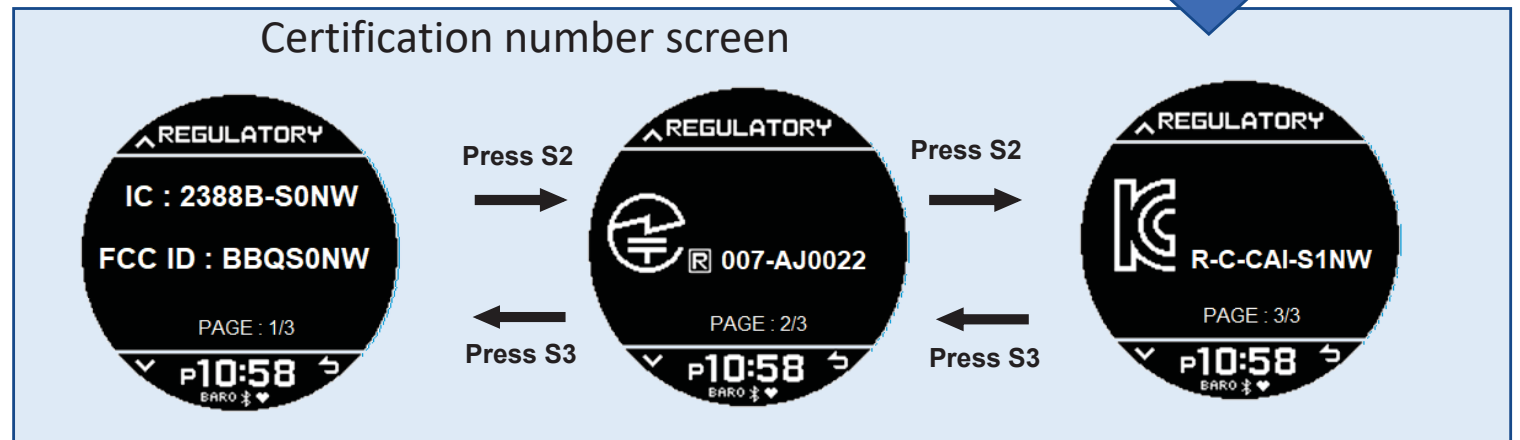 Certification number screen
REGULATORY
IC : 2388B-S0NW
FCC ID : BBQS0NW
PAGE : 1/3
P10:58
BARO
Press S2
Press S3
REGULATORY
R 007-AJ0022
PAGE : 2/3
P10:58
BARO
Press S2
Press S3
REGULATORY
R-C-CAI-S1NW
PAGE : 3/3
P10:58
BARO